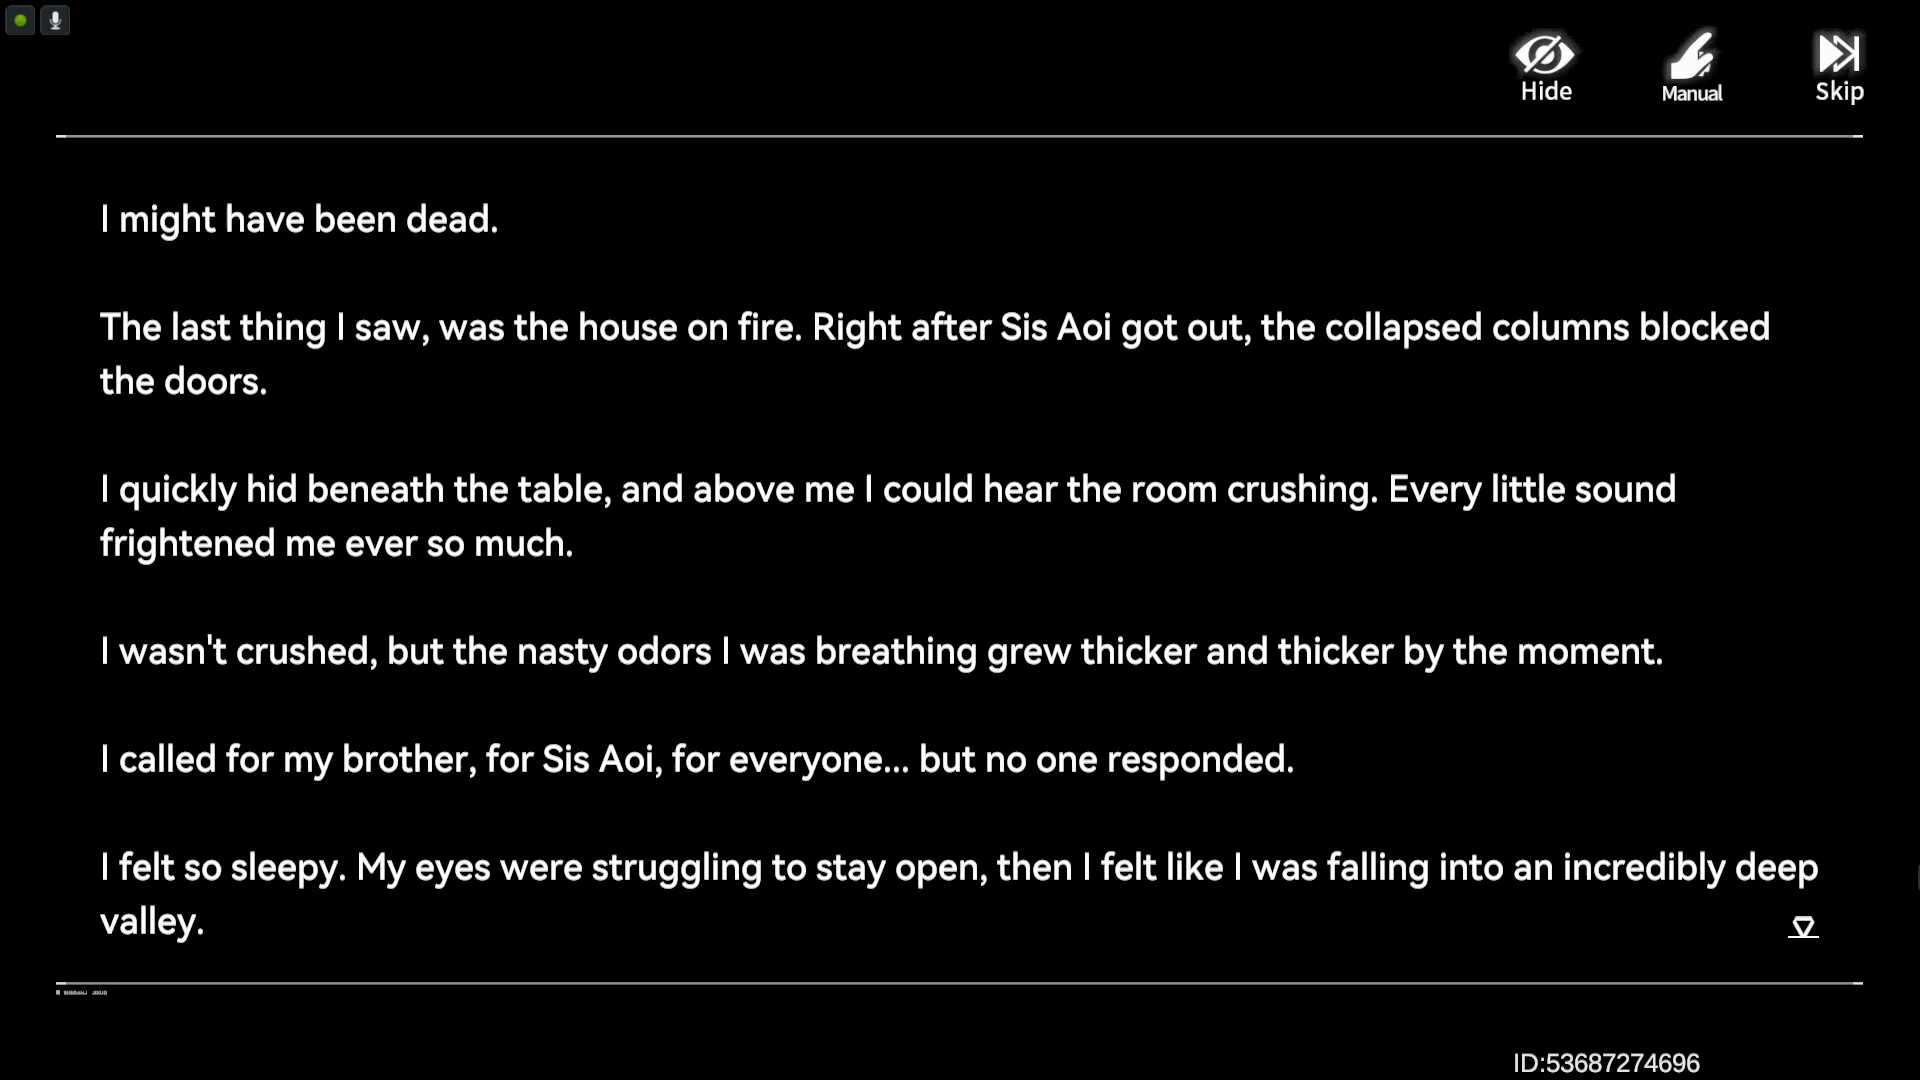 Hide
Manual
Skip
I might have been dead.
The last thing I saw, was the house on fire. Right after Sis Aoi got out, the collapsed columns blocked
the doors.
I quickly hid beneath the table, and above me I could hear the room crushing. Every little sound
frightened me ever so much.
I wasn't crushed, but the nasty odors I was breathing grew thicker and thicker by the moment.
I called for my brother, for Sis Aoi, for everyone... but no one responded.
I felt so sleepy. My eyes were struggling to stay open, then I felt like I was falling into an incredibly deep
valley.
ID:53687274696